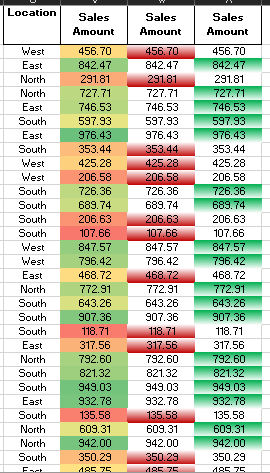 Location Sales Amount Sales Amount Sales Amount
West 456.70 456.70 456.70
East 842.47 842.47 842.47
North 291.81 291.81 291.81
North 727.71 727.71 727.71
East 746.53 746.53 746.53
South 597.93 597.93 597.93
East 976.43 976.43 976.43
South 353.44 353.44 353.44
West 425.28 425.28 425.28
West 206.58 206.58 206.58
South 726.36 726.36 726.36
South 689.74 689.74 689.74
South 206.63 206.63 206.63
South 107.66 107.66 107.66
West 847.57 847.57 847.57
West 796.42 796.42 796.42
East 468.72 468.72 468.72
North 772.91 772.91 772.91
South 643.26 643.26 643.26
South 907.36 907.36 907.36
South 118.71 118.71 118.71
East 317.56 317.56 317.56
North 792.60 792.60 792.60
South 821.32 821.32 821.32
South 949.03 949.03 949.03
East 932.78 932.78 932.78
South 135.58 135.58 135.58
North 609.31 609.31 609.31
North 942.00 942.00 942.00
South 350.29 350.29 350.29
East 485.75 485.75 485.75